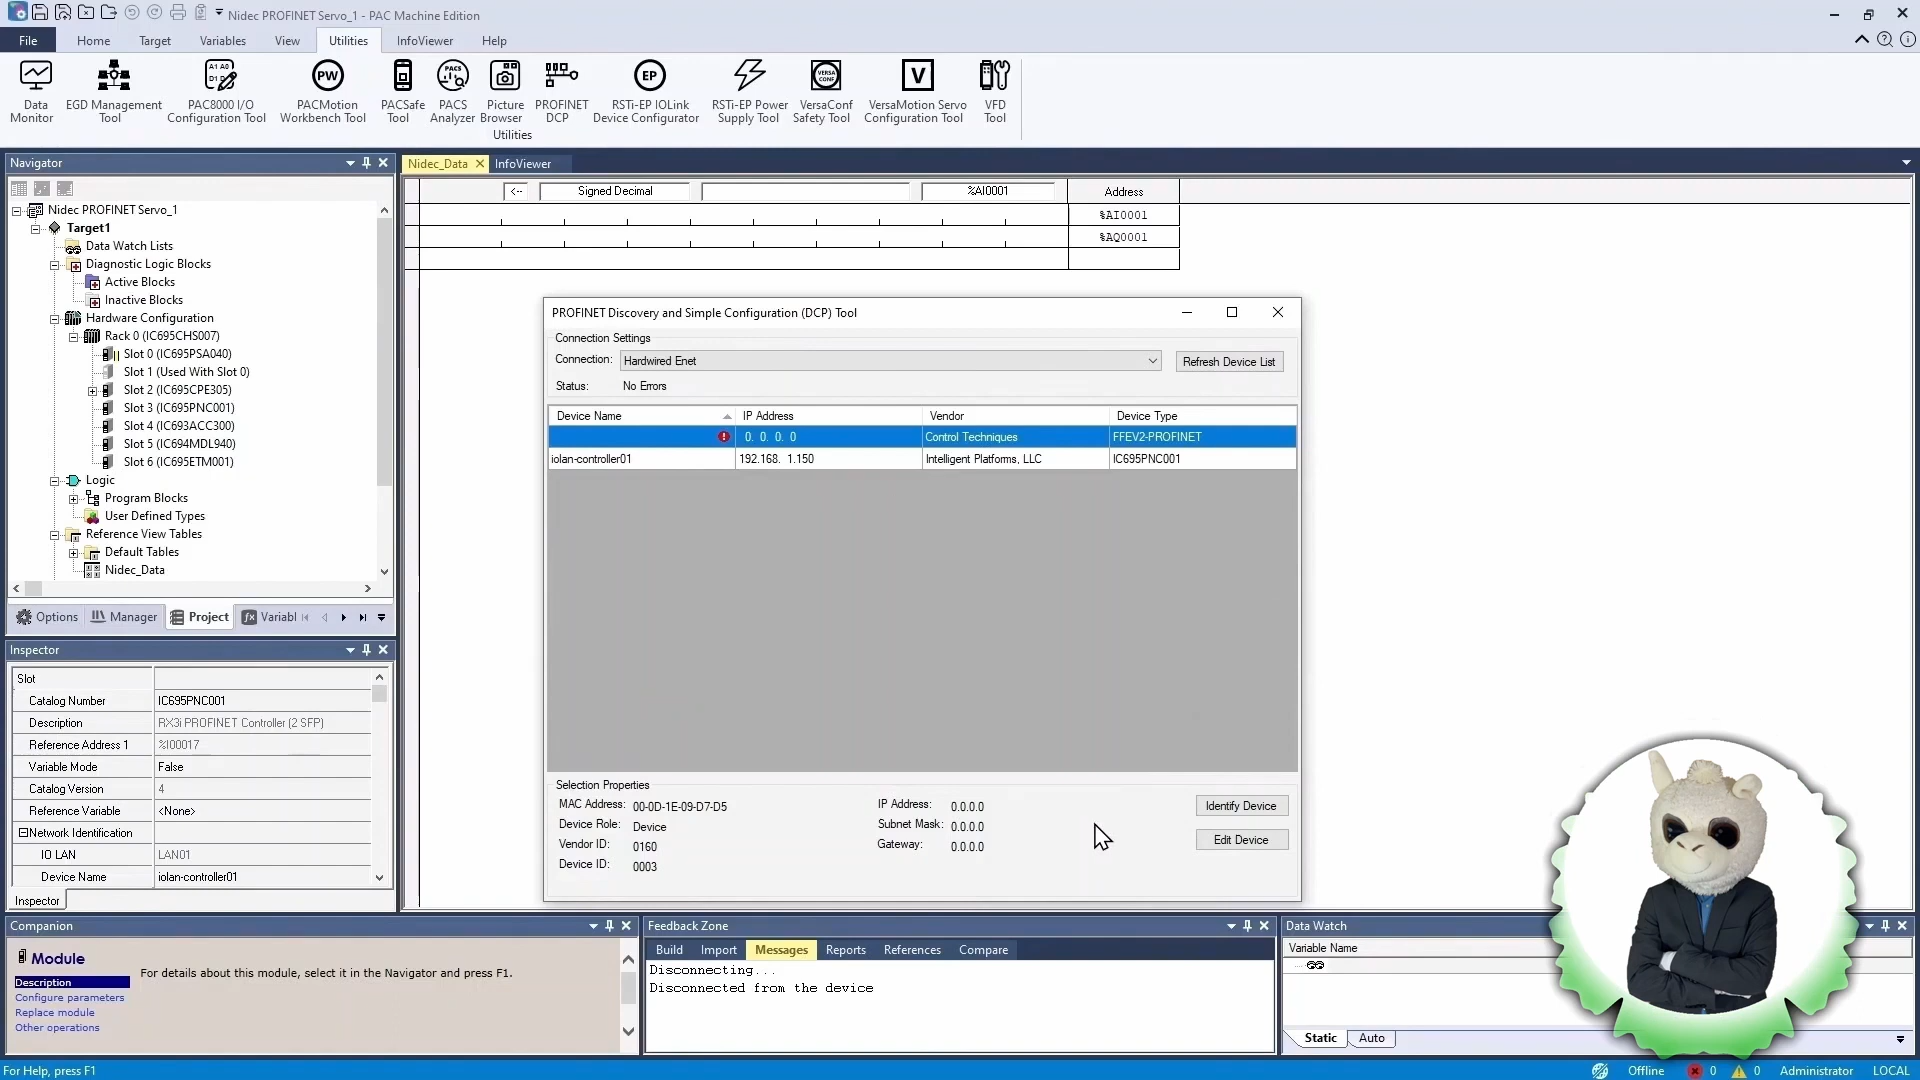 Nidec PROFINET Servo_1 - PAC Machine Edition
File
Home
Target
Variables
View
Utilities
InfoViewer
Help
Data Monitor
EGD Management Tool
PAC8000 I/O Configuration Tool
PACMotion Workbench Tool
PACSafe Tool
PACS Analyzer
Picture Browser
PROFINET DCP
RSTi-EP IOLink Device Configurator
RSTi-EP Power Supply Tool
VersaConf Safety Tool
VersaMotion Servo Configuration Tool
VFD Tool
Utilities
Navigator
Nidec PROFINET Servo_1
Target1
Data Watch Lists
Diagnostic Logic Blocks
Active Blocks
Inactive Blocks
Hardware Configuration
Rack 0 (IC695CHS007)
Slot 0 (IC695PSA040)
Slot 1 (Used With Slot 0)
Slot 2 (IC695CPE305)
Slot 3 (IC695PNC001)
Slot 4 (IC693ACC300)
Slot 5 (IC694MDL940)
Slot 6 (IC695ETM001)
Logic
Program Blocks
User Defined Types
Reference View Tables
Default Tables
Nidec_Data
Options
Manager
Project
Variabl
Inspector
Slot
Catalog Number IC695PNC001
Description RX3i PROFINET Controller (2 SFP)
Reference Address 1 %I00017
Variable Mode False
Catalog Version 4
Reference Variable <None>
Network Identification
IO LAN LAN01
Device Name iolan-controller01
Inspector
Nidec_Data
InfoViewer
<-- Signed Decimal %AI0001 Address
%AI0001
%AQ0001
PROFINET Discovery and Simple Configuration (DCP) Tool
Connection Settings
Connection: Hardwired Enet
Refresh Device List
Status: No Errors
Device Name IP Address Vendor Device Type
0. 0. 0. 0 Control Techniques FFEV2-PROFINET
iolan-controller01 192.168. 1.150 Intelligent Platforms, LLC IC695PNC001
Selection Properties
MAC Address: 00-0D-1E-09-D7-D5
Device Role: Device
Vendor ID: 0160
Device ID: 0003
IP Address: 0.0.0.0
Subnet Mask: 0.0.0.0
Gateway: 0.0.0.0
Identify Device
Edit Device
Companion
Module
Description
Configure parameters
Replace module
Other operations
For details about this module, select it in the Navigator and press F1.
Feedback Zone
Build
Import
Messages
Reports
References
Compare
Disconnecting...
Disconnected from the device
Data Watch
Variable Name
Static
Auto
For Help, press F1
Offline
0
0
Administrator
LOCAL